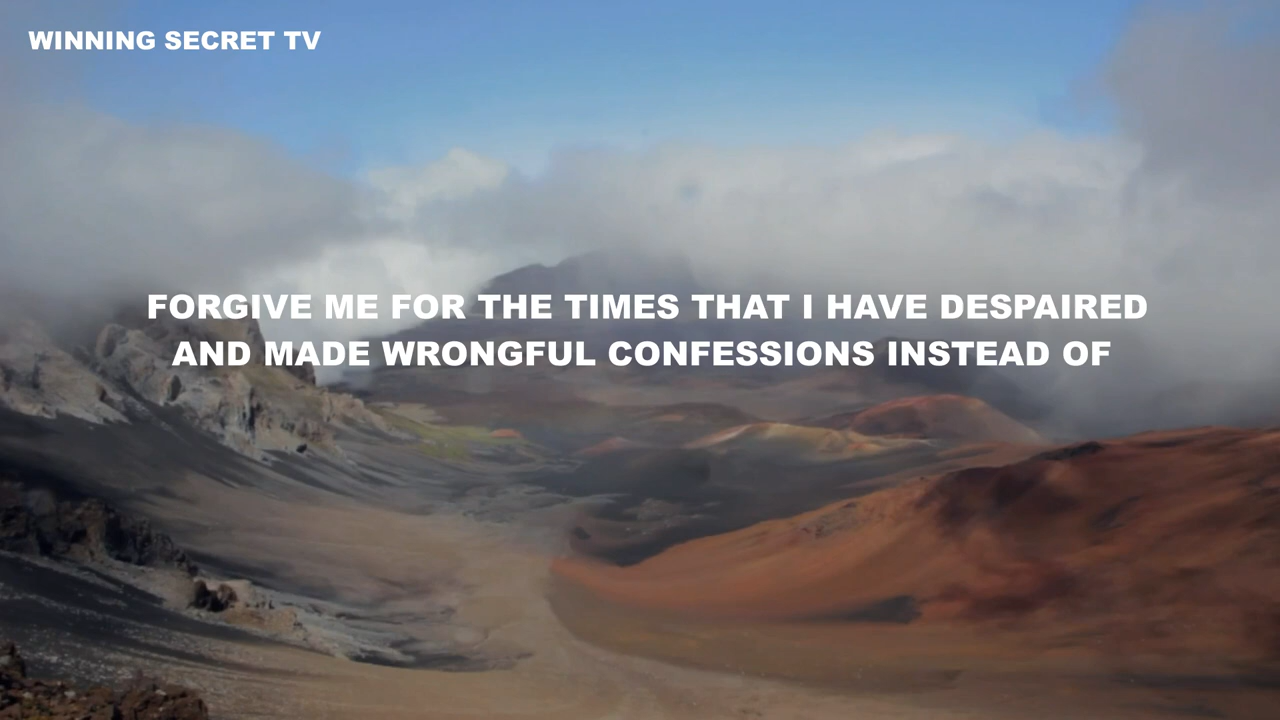 WINNING SECRET TV
FORGIVE ME FOR THE TIMES THAT I HAVE DESPAIRED
AND MADE WRONGFUL CONFESSIONS INSTEAD OF